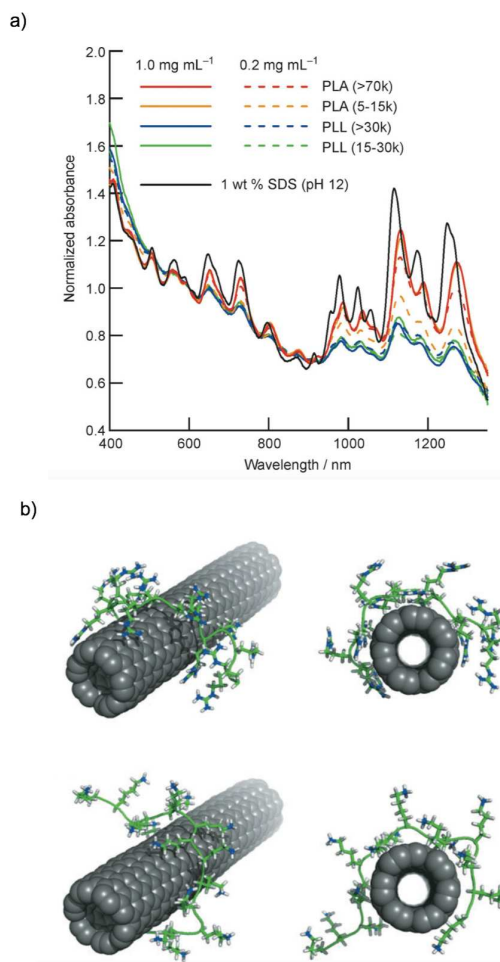 a)
2.0
1.8
1.6
1.4
1.2
1.0
0.8
0.6
0.4
Normalized absorbance
1.0 mg mL⁻¹ 0.2 mg mL⁻¹
PLA (>70k)
PLA (5-15k)
PLL (>30k)
PLL (15-30k)
1 wt % SDS (pH 12)
400 600 800 1000 1200
Wavelength / nm
b)